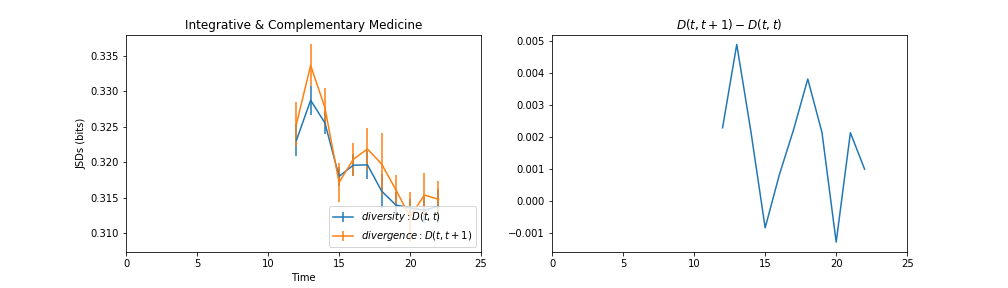 Integrative & Complementary Medicine
JSDs (bits)
0.335
0.330
0.325
0.320
0.315
0.310
0 5 10 15 20 25
Time
diversity: D(t, t)
divergence: D(t, t + 1)
D(t, t + 1) − D(t, t)
0.005
0.004
0.003
0.002
0.001
0.000
−0.001
0 5 10 15 20 25